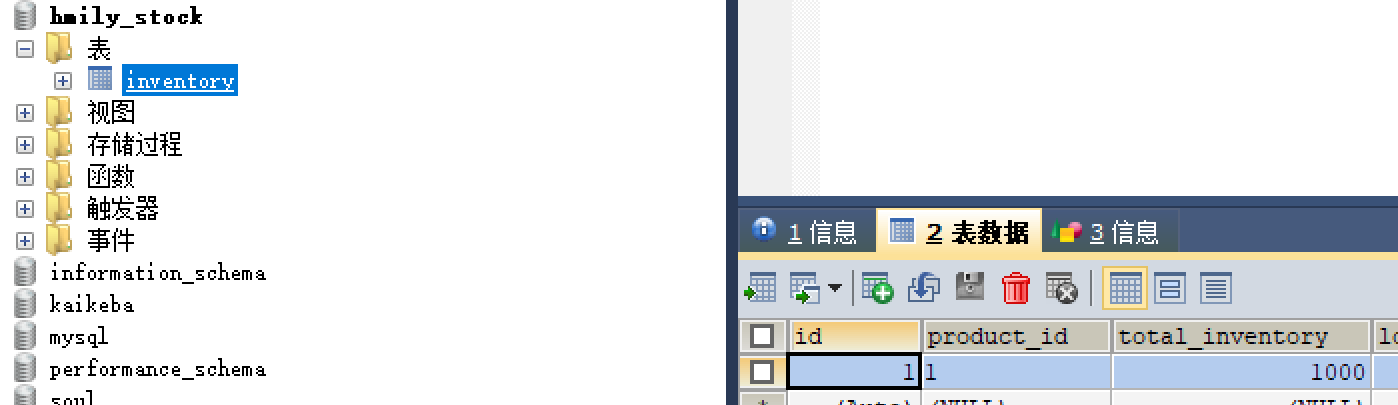 hmily_stock
表
inventory
视图
存储过程
函数
触发器
事件
information_schema
kaikeba
mysql
performance_schema
soul
1 信息 2 表数据 3 信息
id product_id total_inventory lo
1 1 1000
* (Auto) (NULL) (NULL)